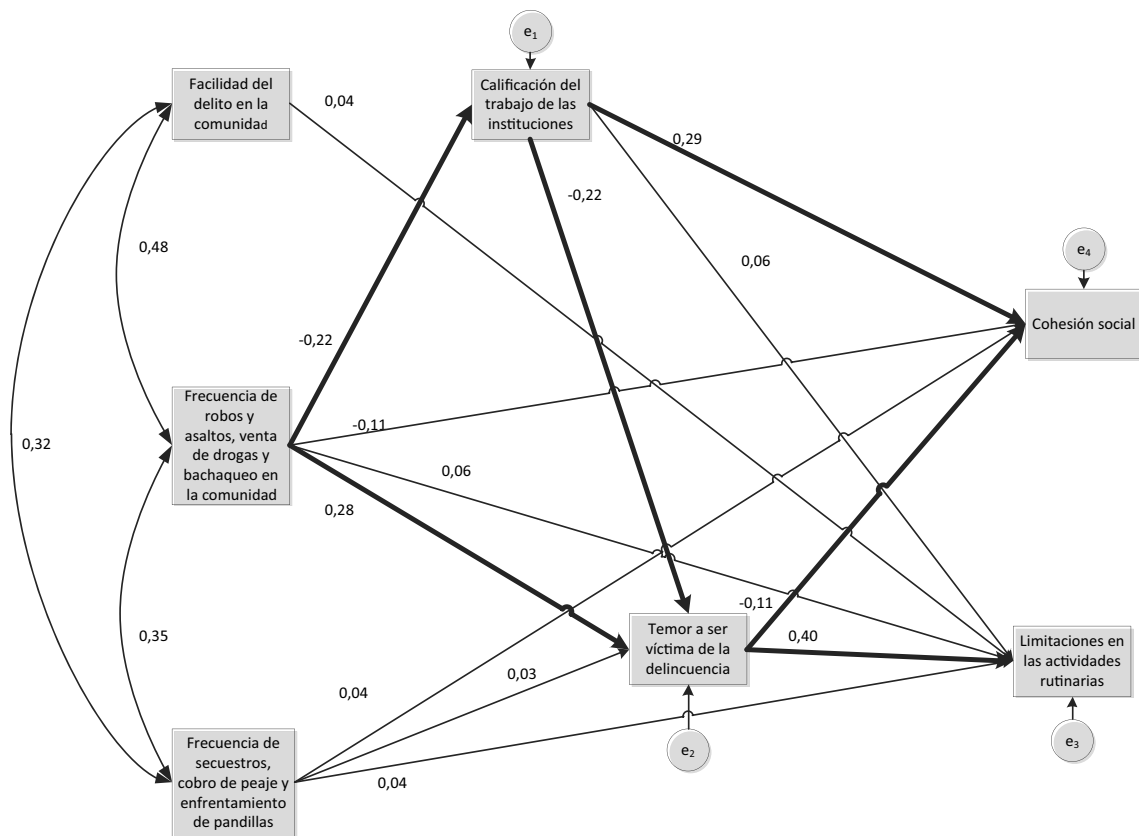 e1
Facilidad del
delito en la
comunidad
0,04
Calificación del
trabajo de las
instituciones
0,29
-0,22
0,48
0,06
e4
Cohesión social
-0,22
Frecuencia de
robos y
asaltos, venta
de drogas y
bachaqueo en
la comunidad
0,32
-0,11
0,06
0,28
-0,11
Temor a ser
víctima de la
delincuencia
0,40
Limitaciones en
las actividades
rutinarias
0,35
0,03
0,04
Frecuencia de
secuestros,
cobro de peaje y
enfrentamiento
de pandillas
0,04
e2
e3